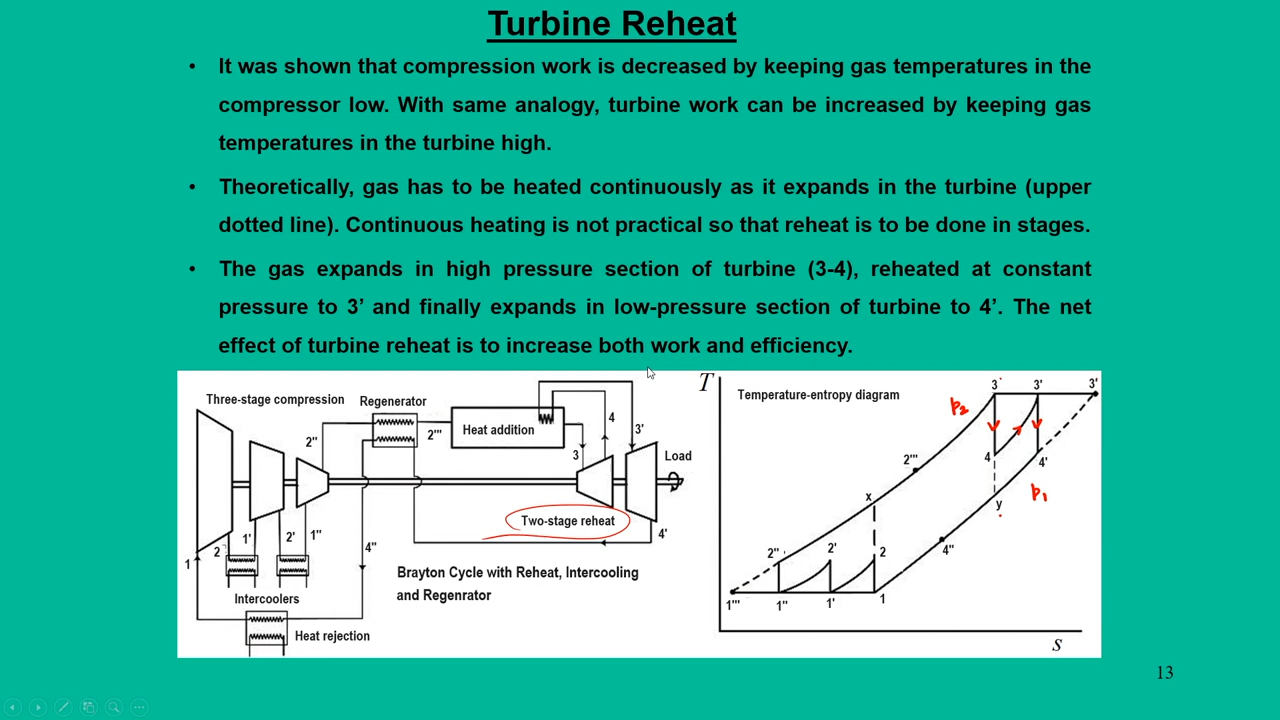 Turbine Reheat
• It was shown that compression work is decreased by keeping gas temperatures in the
compressor low. With same analogy, turbine work can be increased by keeping gas
temperatures in the turbine high.
• Theoretically, gas has to be heated continuously as it expands in the turbine (upper
dotted line). Continuous heating is not practical so that reheat is to be done in stages.
• The gas expands in high pressure section of turbine (3-4), reheated at constant
pressure to 3’ and finally expands in low-pressure section of turbine to 4’. The net
effect of turbine reheat is to increase both work and efficiency.
Three-stage compression
Regenerator
2''
2'''
Heat addition
4
3'
3
Load
Two-stage reheat
4'
1
2
1'
2'
1''
4''
Intercoolers
Heat rejection
Brayton Cycle with Reheat, Intercooling
and Regenrator
T
Temperature-entropy diagram
3
3'
3'
p2
4
4'
p1
2'''
x
y
4''
2''
2'
2
1'''
1''
1'
1
s
13